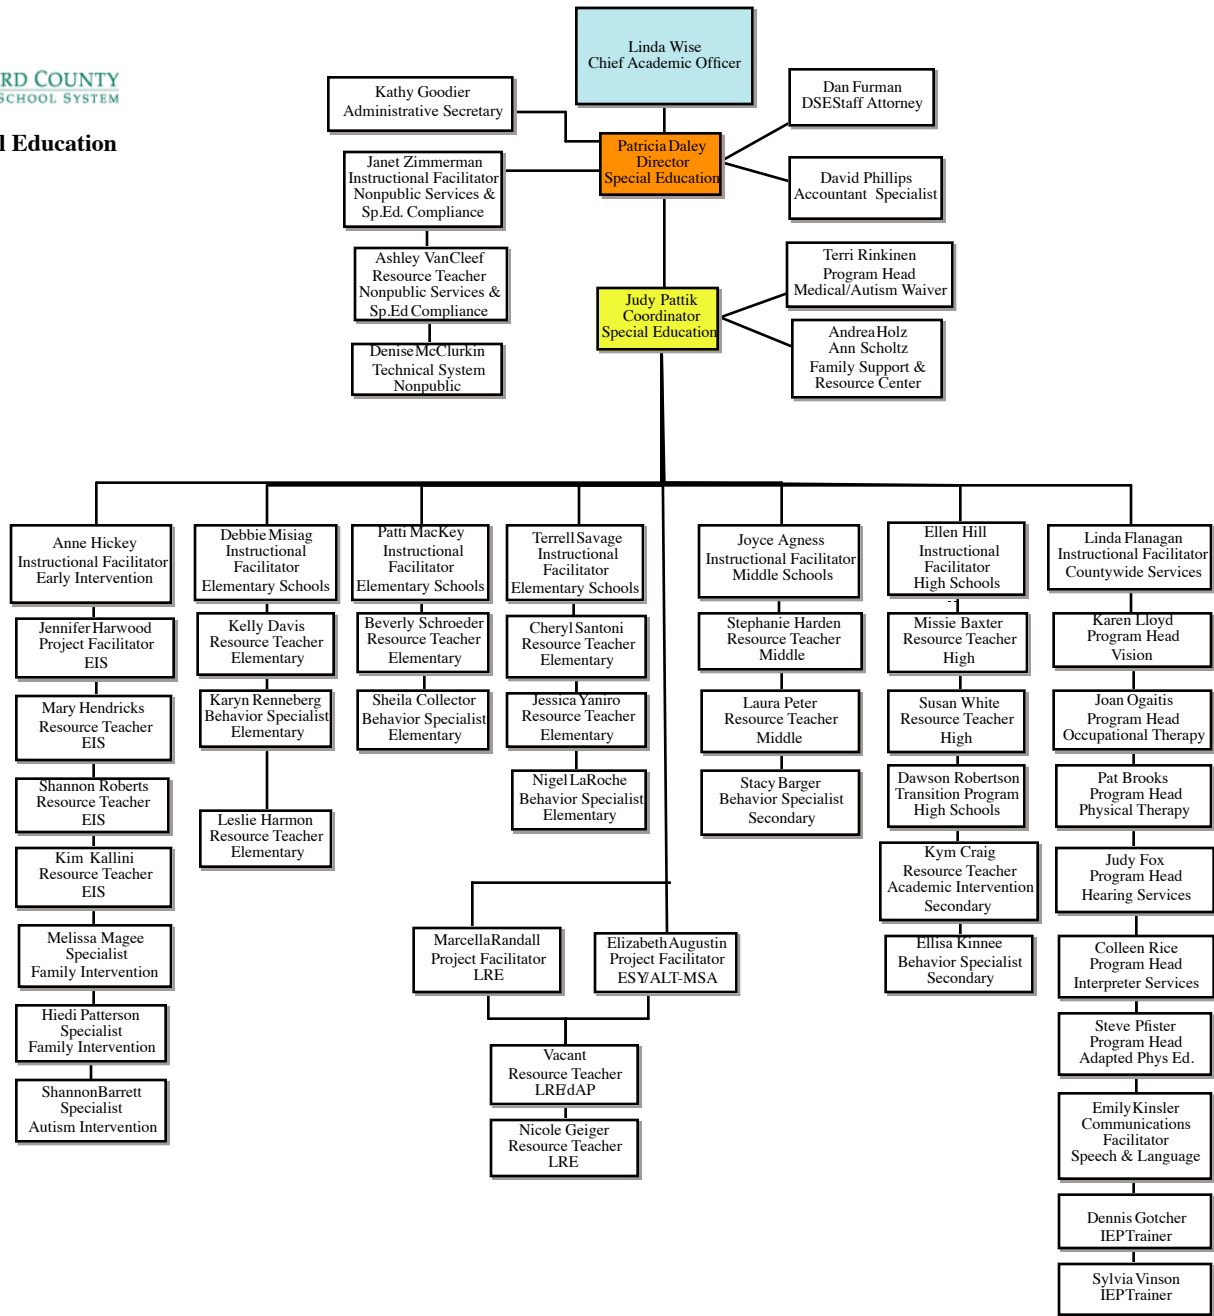 RD COUNTY
SCHOOL SYSTEM
l Education
Linda Wise
Chief Academic Officer
Kathy Goodier
Administrative Secretary
Dan Furman
DSE Staff Attorney
Patricia Daley
Director
Special Education
Janet Zimmerman
Instructional Facilitator
Nonpublic Services &
Sp.Ed. Compliance
David Phillips
Accountant Specialist
Ashley VanCleef
Resource Teacher
Nonpublic Services &
Sp.Ed Compliance
Terri Rinkinen
Program Head
Medical/Autism Waiver
Judy Pattik
Coordinator
Special Education
Andrea Holz
Ann Scholtz
Family Support &
Resource Center
Denise McClurkin
Technical System
Nonpublic
Anne Hickey
Instructional Facilitator
Early Intervention
Jennifer Harwood
Project Facilitator
EIS
Mary Hendricks
Resource Teacher
EIS
Shannon Roberts
Resource Teacher
EIS
Kim Kallini
Resource Teacher
EIS
Melissa Magee
Specialist
Family Intervention
Hiedi Patterson
Specialist
Family Intervention
Shannon Barrett
Specialist
Autism Intervention
Debbie Misiag
Instructional
Facilitator
Elementary Schools
Kelly Davis
Resource Teacher
Elementary
Karyn Renneberg
Behavior Specialist
Elementary
Leslie Harmon
Resource Teacher
Elementary
Patti MacKey
Instructional
Facilitator
Elementary Schools
Beverly Schroeder
Resource Teacher
Elementary
Sheila Collector
Behavior Specialist
Elementary
Terrell Savage
Instructional
Facilitator
Elementary Schools
Cheryl Santoni
Resource Teacher
Elementary
Jessica Yaniro
Resource Teacher
Elementary
Nigel LaRoche
Behavior Specialist
Elementary
Marcella Randall
Project Facilitator
LRE
Elizabeth Augustin
Project Facilitator
ESY/ALT-MSA
Vacant
Resource Teacher
LRE/dAP
Nicole Geiger
Resource Teacher
LRE
Joyce Agness
Instructional Facilitator
Middle Schools
Stephanie Harden
Resource Teacher
Middle
Laura Peter
Resource Teacher
Middle
Stacy Barger
Behavior Specialist
Secondary
Ellen Hill
Instructional
Facilitator
High Schools
--
Missie Baxter
Resource Teacher
High
Susan White
Resource Teacher
High
Dawson Robertson
Transition Program
High Schools
Kym Craig
Resource Teacher
Academic Intervention
Secondary
Ellisa Kinnee
Behavior Specialist
Secondary
Linda Flanagan
Instructional Facilitator
Countywide Services
Karen Lloyd
Program Head
Vision
Joan Ogaitis
Program Head
Occupational Therapy
Pat Brooks
Program Head
Physical Therapy
Judy Fox
Program Head
Hearing Services
Colleen Rice
Program Head
Interpreter Services
Steve Pfister
Program Head
Adapted Phys Ed.
Emily Kinsler
Communications
Facilitator
Speech & Language
Dennis Gotcher
IEP Trainer
Sylvia Vinson
IEP Trainer